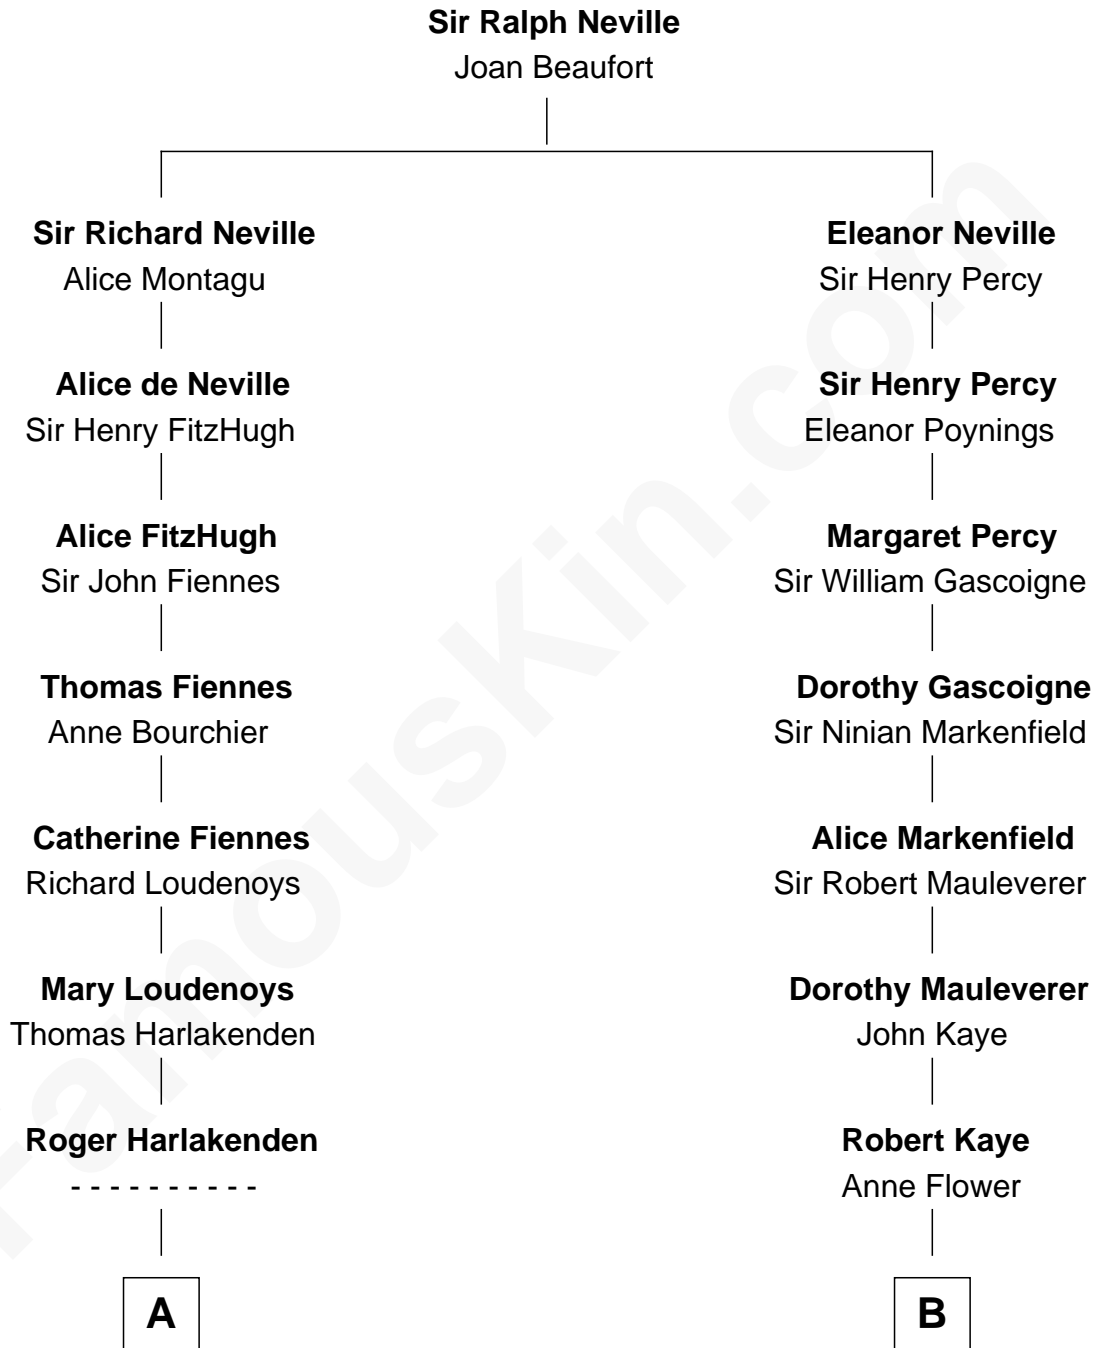 Sir Ralph Neville
Joan Beaufort
Sir Richard Neville
Alice Montagu
Eleanor Neville
Sir Henry Percy
Alice de Neville
Sir Henry FitzHugh
Sir Henry Percy
Eleanor Poynings
Alice FitzHugh
Sir John Fiennes
Margaret Percy
Sir William Gascoigne
Thomas Fiennes
Anne Bourchier
Dorothy Gascoigne
Sir Ninian Markenfield
Catherine Fiennes
Richard Loudenoys
Alice Markenfield
Sir Robert Mauleverer
Mary Loudenoys
Thomas Harlakenden
Dorothy Mauleverer
John Kaye
Roger Harlakenden
- - - - - - - - - -
Robert Kaye
Anne Flower
A
B
FamousKin.com